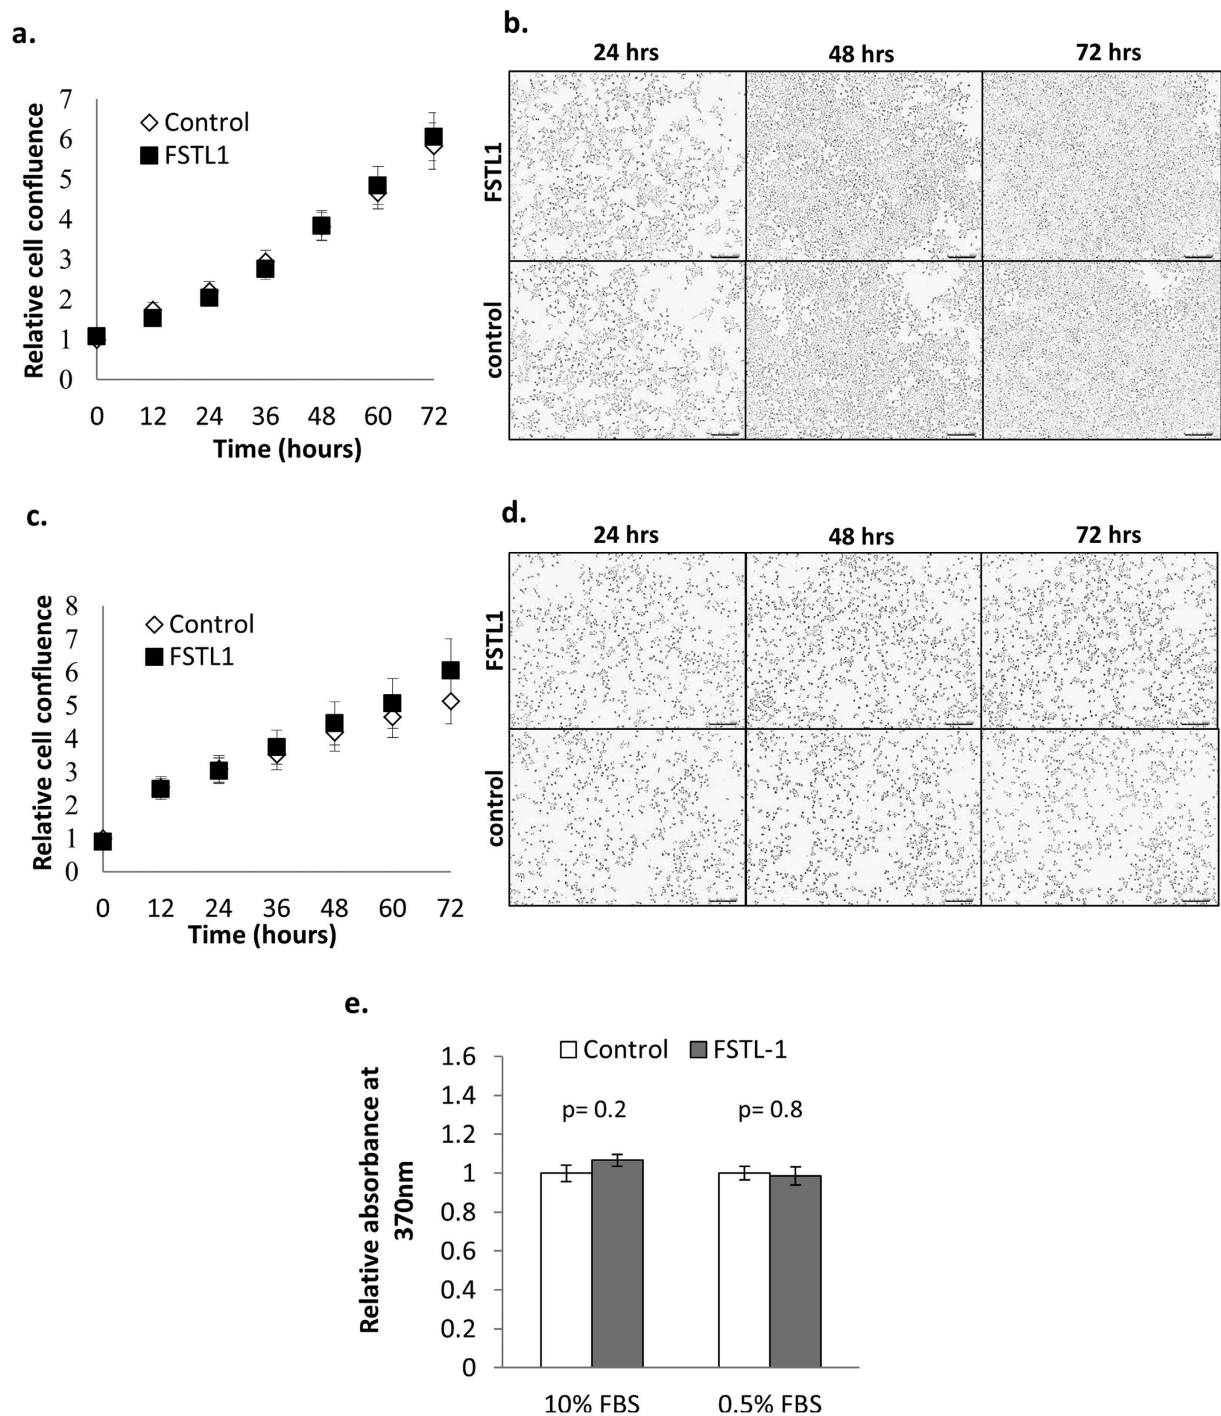 a.
Relative cell confluence
7
6
5
4
3
2
1
0
Control
FSTL1
0 12 24 36 48 60 72
Time (hours)
b.
24 hrs 48 hrs 72 hrs
FSTL1
control
c.
Relative cell confluence
8
7
6
5
4
3
2
1
0
Control
FSTL1
0 12 24 36 48 60 72
Time (hours)
d.
24 hrs 48 hrs 72 hrs
FSTL1
control
e.
Relative absorbance at
370nm
1.6
1.4
1.2
1
0.8
0.6
0.4
0.2
0
Control FSTL-1
p= 0.2 p= 0.8
10% FBS 0.5% FBS